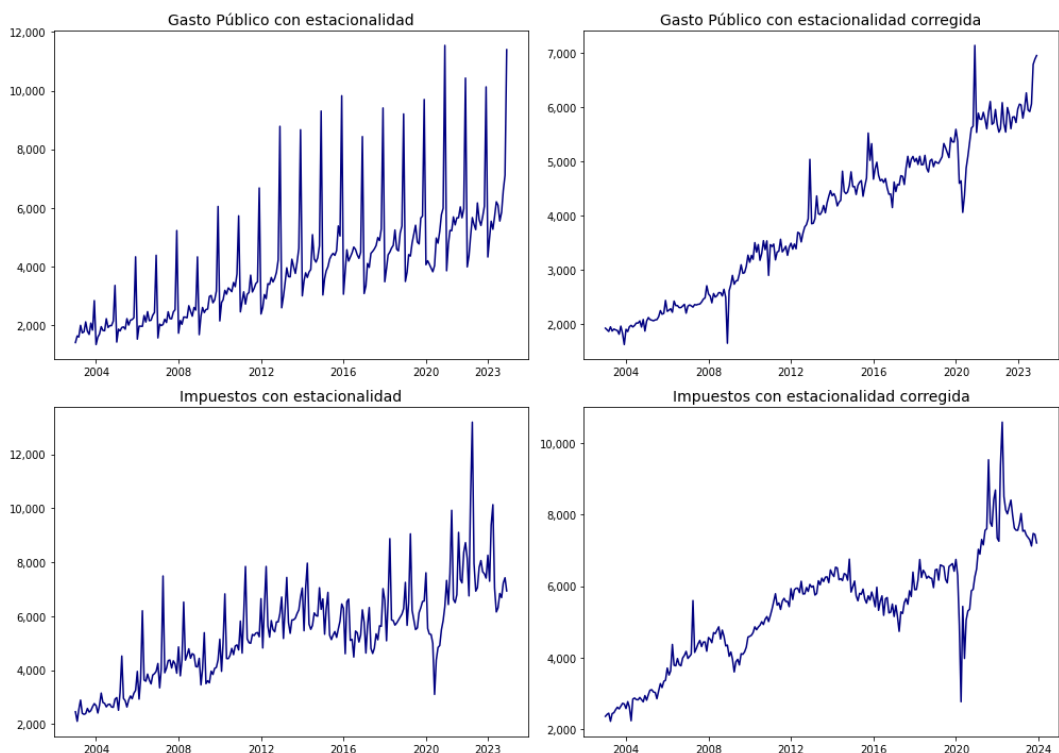 Gasto Público con estacionalidad
12,000
10,000
8,000
6,000
4,000
2,000
2004 2008 2012 2016 2020 2023
Gasto Público con estacionalidad corregida
7,000
6,000
5,000
4,000
3,000
2,000
2004 2008 2012 2016 2020 2023
Impuestos con estacionalidad
12,000
10,000
8,000
6,000
4,000
2,000
2004 2008 2012 2016 2020 2023
Impuestos con estacionalidad corregida
10,000
8,000
6,000
4,000
2,000
2004 2008 2012 2016 2020 2024